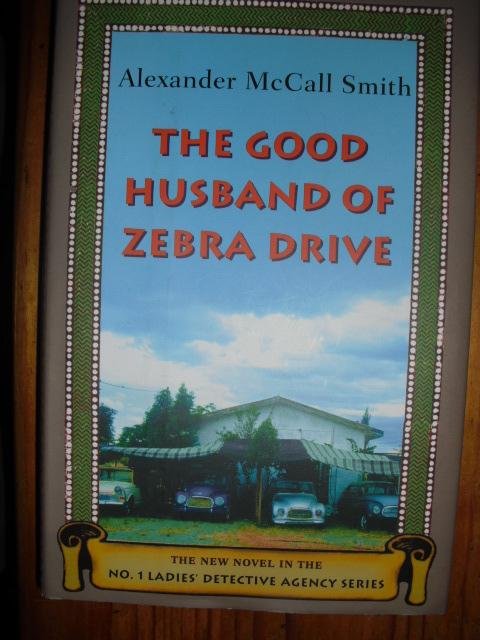 Alexander McCall Smith
THE GOOD
HUSBAND OF
ZEBRA DRIVE
THE NEW NOVEL IN THE
NO. 1 LADIES' DETECTIVE AGENCY SERIES